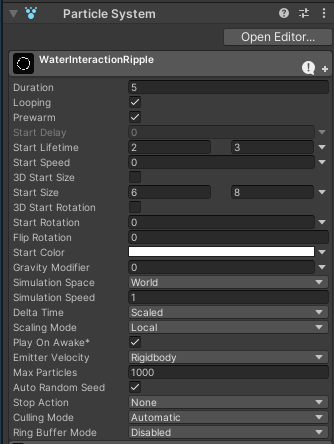 Particle System
Open Editor...
WaterInteractionRipple
Duration 5
Looping
Prewarm
Start Delay 0
Start Lifetime 2 3
Start Speed 0
3D Start Size
Start Size 6 8
3D Start Rotation
Start Rotation 0
Flip Rotation 0
Start Color
Gravity Modifier 0
Simulation Space World
Simulation Speed 1
Delta Time Scaled
Scaling Mode Local
Play On Awake*
Emitter Velocity Rigidbody
Max Particles 1000
Auto Random Seed
Stop Action None
Culling Mode Automatic
Ring Buffer Mode Disabled